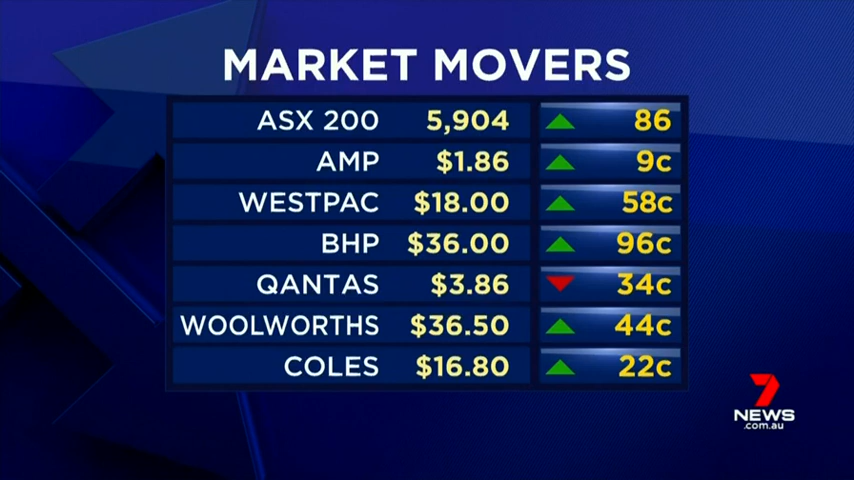 MARKET MOVERS
ASX 200 5,904 86
AMP $1.86 9c
WESTPAC $18.00 58c
BHP $36.00 96c
QANTAS $3.86 34c
WOOLWORTHS $36.50 44c
COLES $16.80 22c
7
NEWS
.com.au